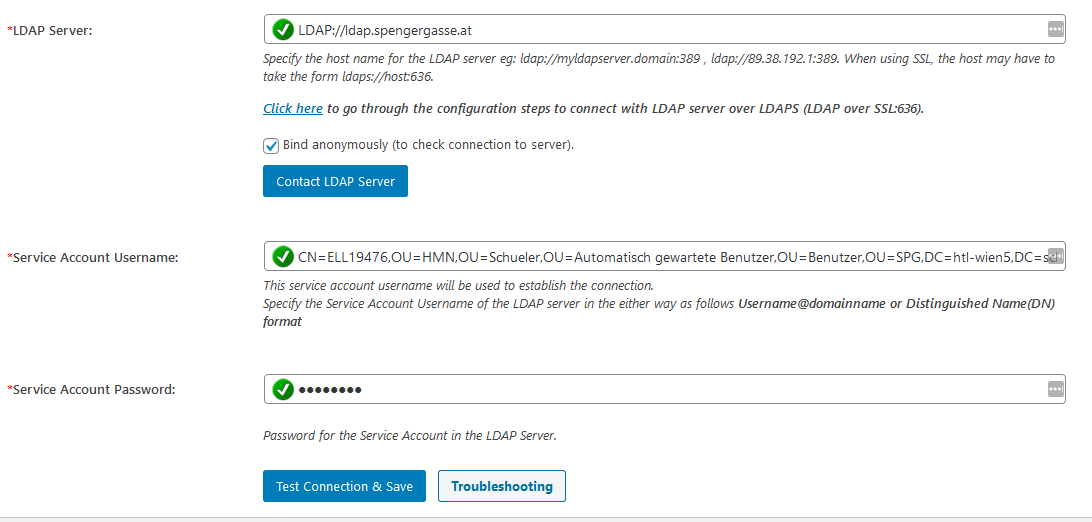 *LDAP Server:
LDAP://ldap.spengergasse.at
Specify the host name for the LDAP server eg: ldap://myldapserver.domain:389 , ldap://89.38.192.1:389. When using SSL, the host may have to
take the form ldaps://host:636.
Click here to go through the configuration steps to connect with LDAP server over LDAPS (LDAP over SSL:636).
Bind anonymously (to check connection to server).
Contact LDAP Server
*Service Account Username:
CN=ELL19476,OU=HMN,OU=Schueler,OU=Automatisch gewartete Benutzer,OU=Benutzer,OU=SPG,DC=htl-wien5,DC=
This service account username will be used to establish the connection.
Specify the Service Account Username of the LDAP server in the either way as follows Username@domainname or Distinguished Name(DN)
format
*Service Account Password:
••••••••
Password for the Service Account in the LDAP Server.
Test Connection & Save
Troubleshooting